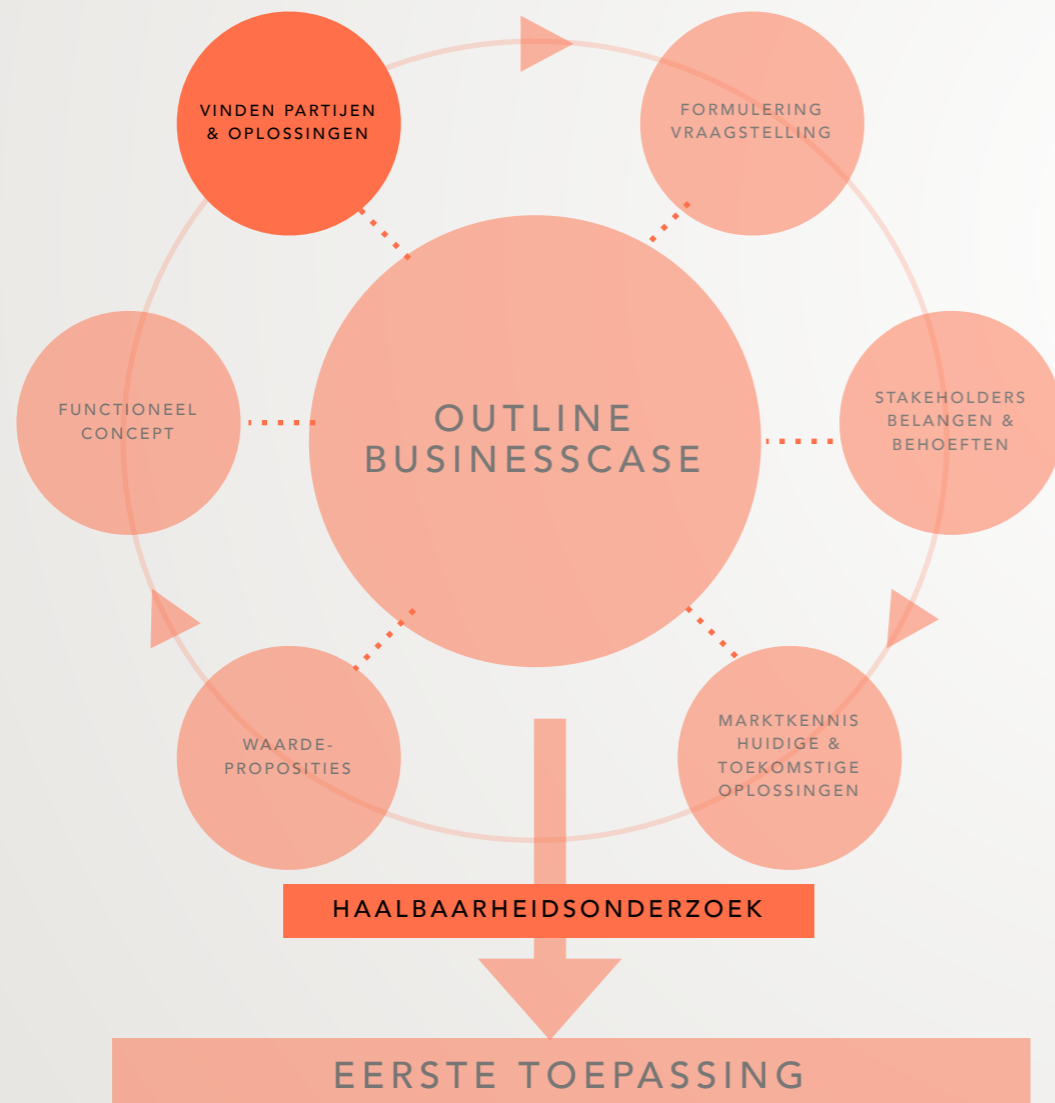 VINDEN PARTIJEN
& OPLOSSINGEN
FORMULERING
VRAAGSTELLING
STAKEHOLDERS
BELANGEN &
BEHOEFTEN
MARKTKENNIS
HUIDIGE &
TOEKOMSTIGE
OPLOSSINGEN
WAARDE-
PROPOSITIES
FUNCTIONEEL
CONCEPT
OUTLINE
BUSINESSCASE
HAALBAARHEIDSONDERZOEK
EERSTE TOEPASSING